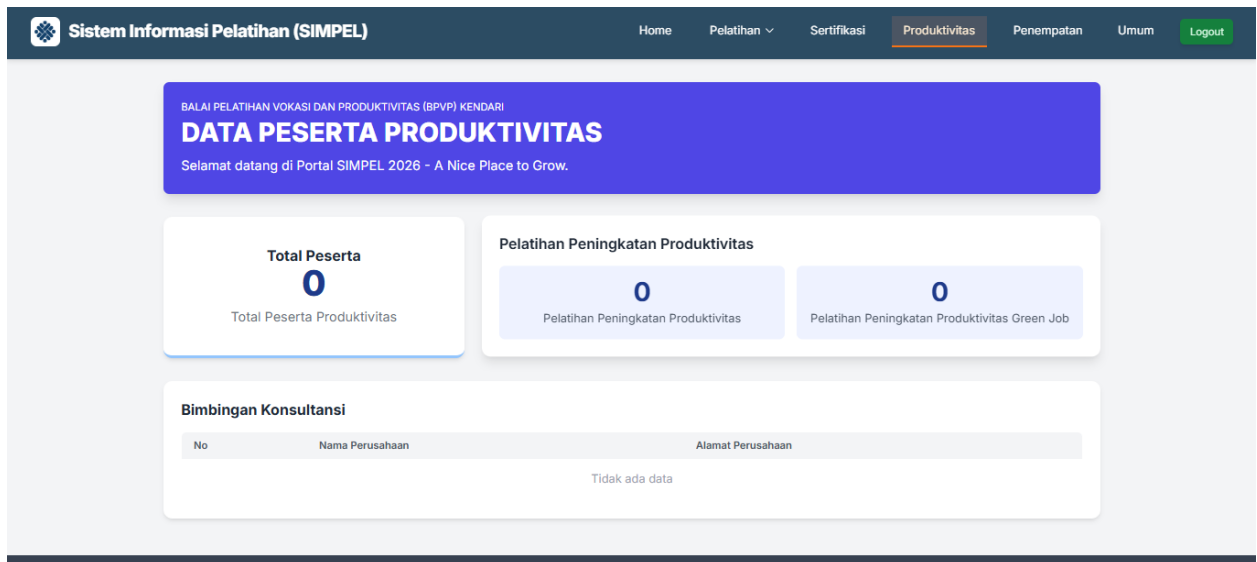 Sistem Informasi Pelatihan (SIMPEL)
Home Pelatihan Sertifikasi Produktivitas Penempatan Umum Logout
BALAI PELATIHAN VOKASI DAN PRODUKTIVITAS (BPVP) KENDARI
DATA PESERTA PRODUKTIVITAS
Selamat datang di Portal SIMPEL 2026 - A Nice Place to Grow.
Total Peserta
0
Total Peserta Produktivitas
Pelatihan Peningkatan Produktivitas
0
Pelatihan Peningkatan Produktivitas
0
Pelatihan Peningkatan Produktivitas Green Job
Bimbingan Konsultansi
No Nama Perusahaan Alamat Perusahaan
Tidak ada data